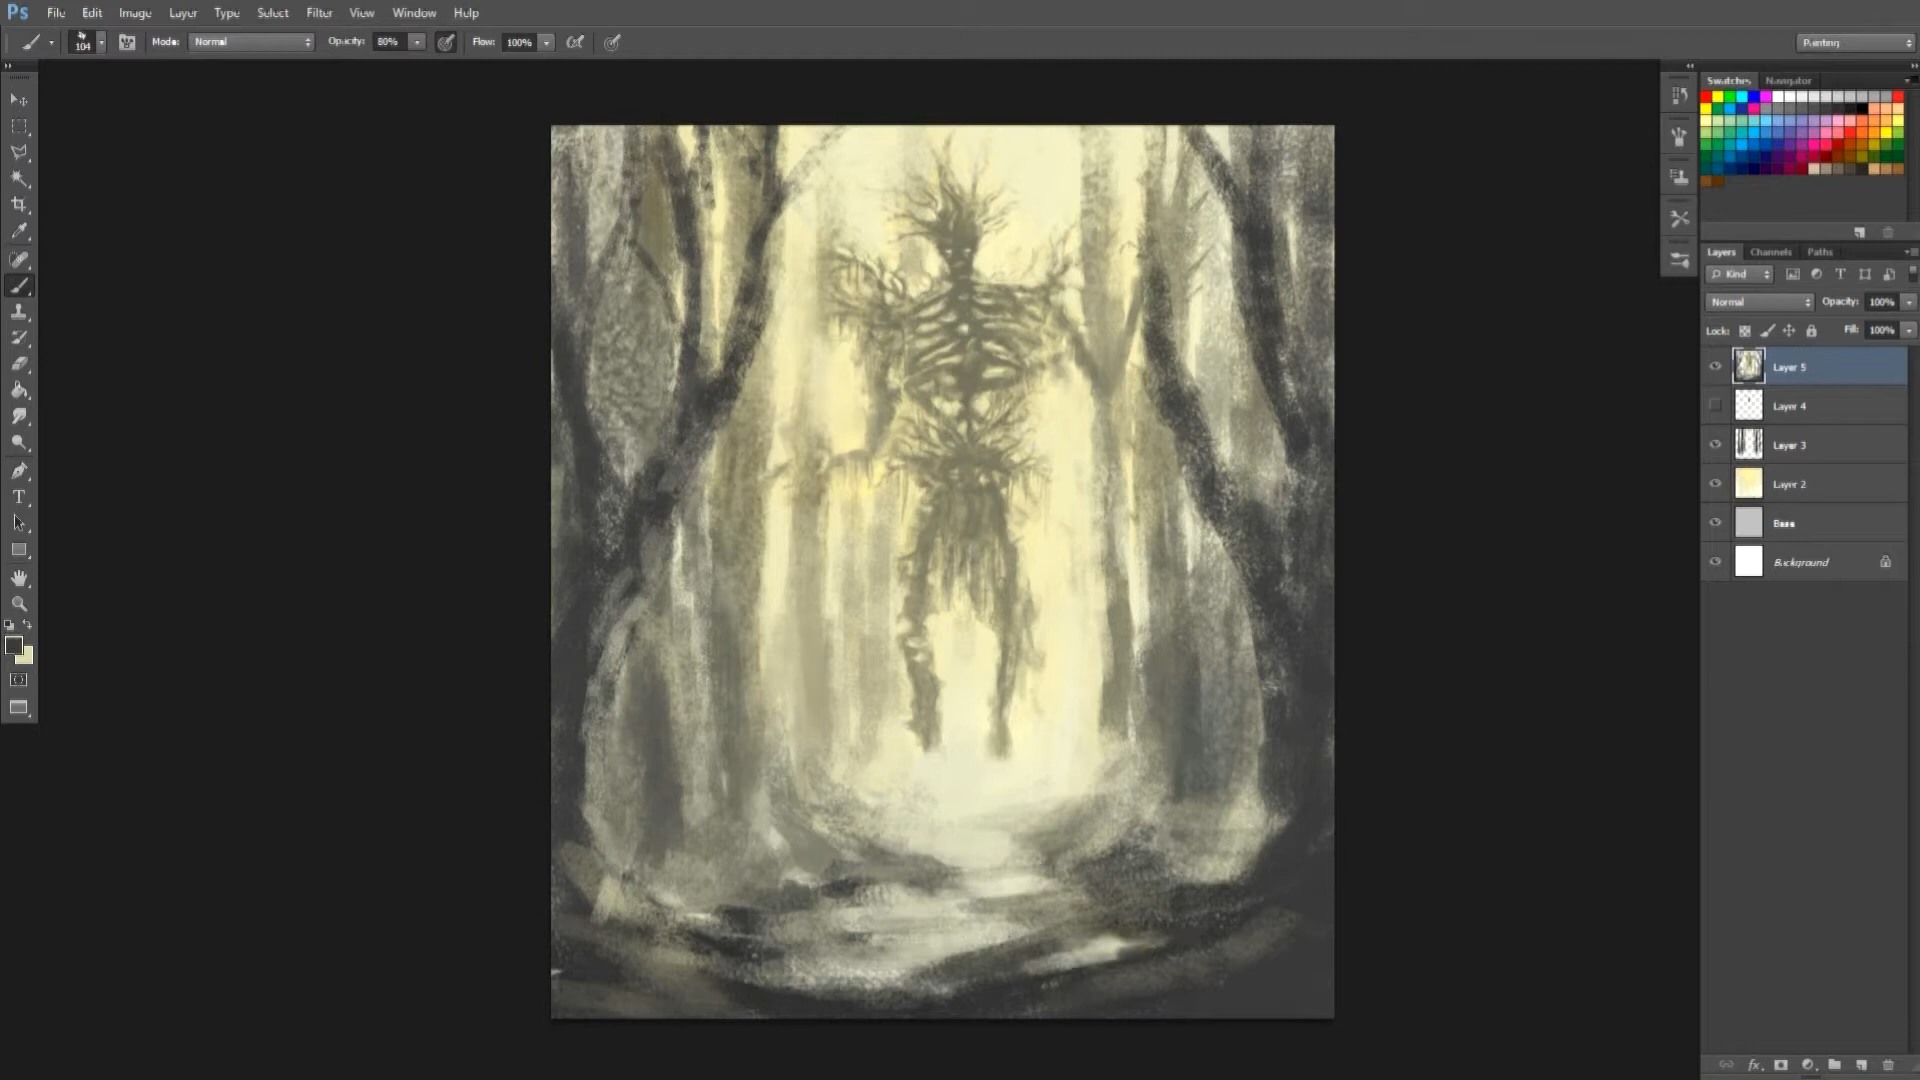 Ps File Edit Image Layer Type Select Filter View Window Help
104 Mode: Normal Opacity: 80% Flow: 100% Painting
Swatches Navigator
Layers Channels Paths
Kind T
Normal Opacity: 100%
Lock: Fill: 100%
Layer 5
Layer 4
Layer 3
Layer 2
Base
Background
T
fx